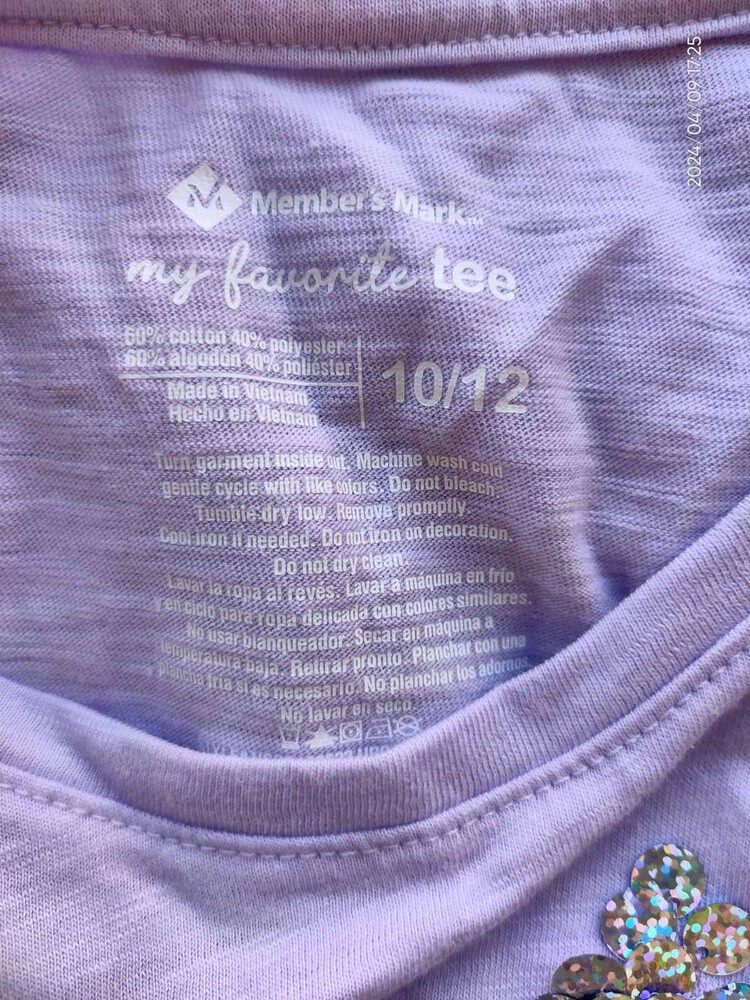 2024/04/09 17:25
M Member's Mark™
my favorite tee
60% cotton 40% polyester
60% algodón 40% poliéster
Made in Vietnam
Hecho en Vietnam
10/12
Turn garment inside out. Machine wash cold
gentle cycle with like colors. Do not bleach.
Tumble dry low. Remove promptly.
Cool iron if needed. Do not iron on decoration.
Do not dry clean.
Lavar la ropa al revés. Lavar a máquina en frío
y en ciclo para ropa delicada con colores similares.
No usar blanqueador. Secar en máquina a
temperatura baja. Retirar pronto. Planchar con una
plancha fría si es necesario. No planchar los adornos.
No lavar en seco